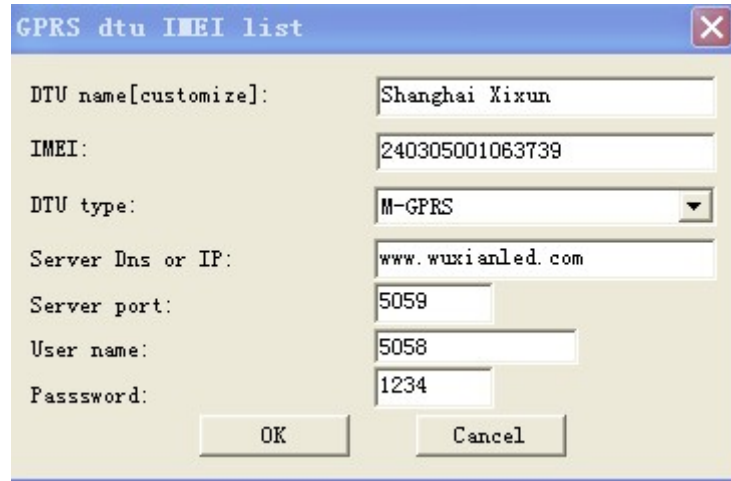 GPRS dtu IMEI list
DTU name[customize]: Shanghai Xixun
IMEI: 240305001063739
DTU type: M-GPRS
Server Dns or IP: www.wuxianled.com
Server port: 5059
User name: 5058
Passsword: 1234
OK Cancel